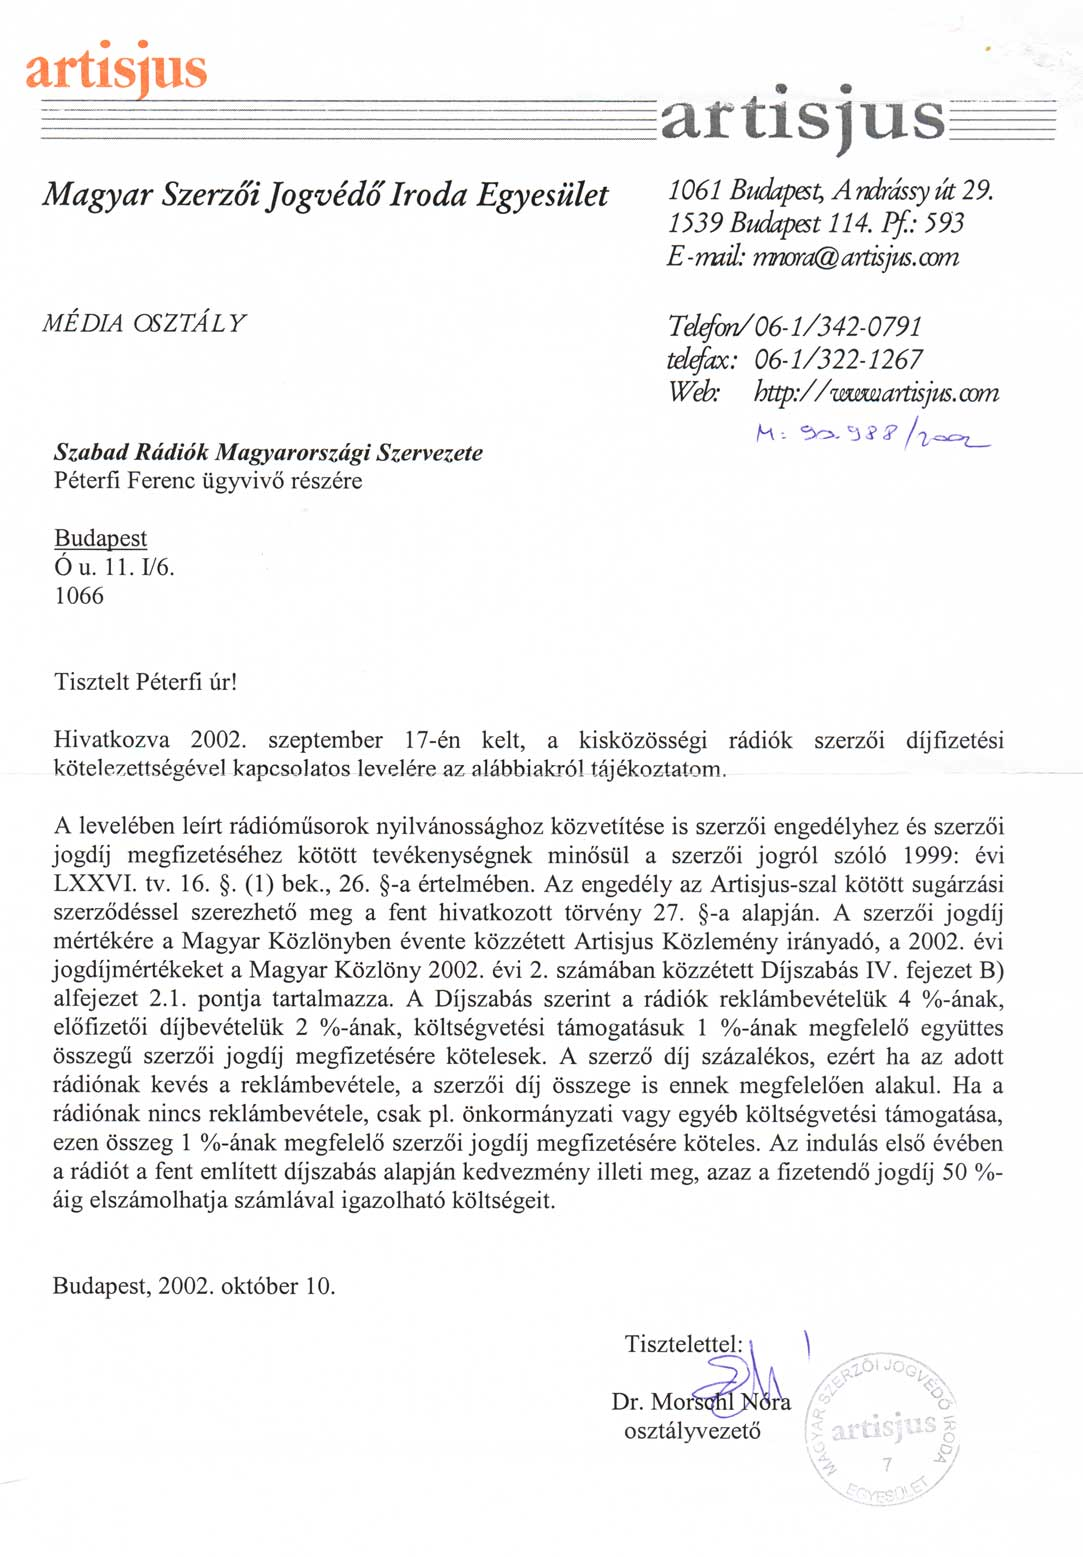 artisjus
artisjus
Magyar Szerzői Jogvédő Iroda Egyesület
1061 Budapest, Andrássy út 29.
1539 Budapest 114. Pf.: 593
E-mail: mnora@artisjus.com
MÉDIA OSZTÁLY
Telefon/ 06-1/342-0791
telefax: 06-1/322-1267
Web: http://www.artisjus.com
M: 90.988/2002
Szabad Rádiók Magyarországi Szervezete
Péterfi Ferenc ügyvivő részére
Budapest
Ó u. 11. I/6.
1066
Tisztelt Péterfi úr!
Hivatkozva 2002. szeptember 17-én kelt, a kisközösségi rádiók szerzői díjfizetési
kötelezettségével kapcsolatos levelére az alábbiakról tájékoztatom.
A levelében leírt rádióműsorok nyilvánossághoz közvetítése is szerzői engedélyhez és szerzői
jogdíj megfizetéséhez kötött tevékenységnek minősül a szerzői jogról szóló 1999: évi
LXXVI. tv. 16. §. (1) bek., 26. §-a értelmében. Az engedély az Artisjus-szal kötött sugárzási
szerződéssel szerezhető meg a fent hivatkozott törvény 27. §-a alapján. A szerzői jogdíj
mértékére a Magyar Közlönyben évente közzétett Artisjus Közlemény irányadó, a 2002. évi
jogdíjmértékeket a Magyar Közlöny 2002. évi 2. számában közzétett Díjszabás IV. fejezet B)
alfejezet 2.1. pontja tartalmazza. A Díjszabás szerint a rádiók reklámbevételük 4 %-ának,
előfizetői díjbevételük 2 %-ának, költségvetési támogatásuk 1 %-ának megfelelő együttes
összegű szerzői jogdíj megfizetésére kötelesek. A szerző díj százalékos, ezért ha az adott
rádiónak kevés a reklámbevétele, a szerzői díj összege is ennek megfelelően alakul. Ha a
rádiónak nincs reklámbevétele, csak pl. önkormányzati vagy egyéb költségvetési támogatása,
ezen összeg 1 %-ának megfelelő szerzői jogdíj megfizetésére köteles. Az indulás első évében
a rádiót a fent említett díjszabás alapján kedvezmény illeti meg, azaz a fizetendő jogdíj 50 %-
áig elszámolhatja számlával igazolható költségeit.
Budapest, 2002. október 10.
Tisztelettel:
Dr. Morschl Nóra
osztályvezető
MAGYAR SZERZŐI JOGVÉDŐ IRODA
artisjus
7
EGYESÜLET